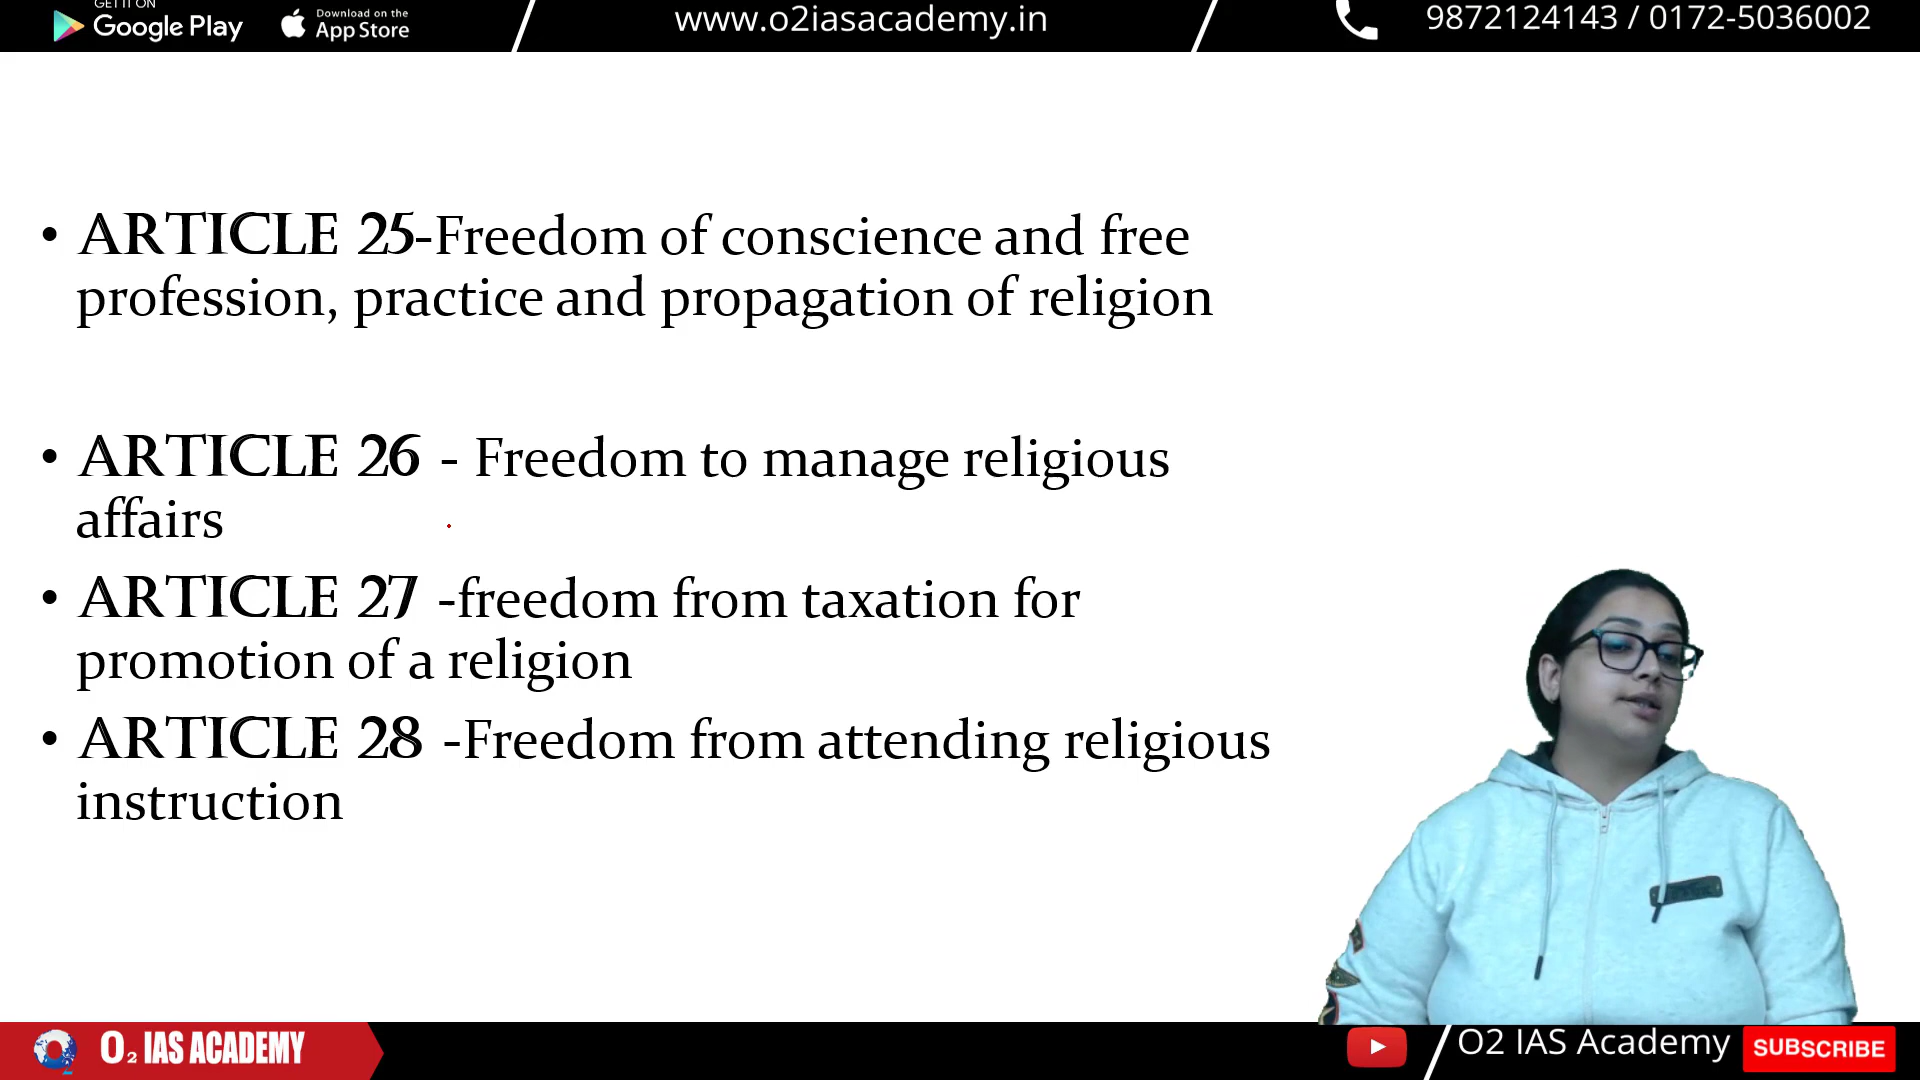 GET IT ON
Google Play
Download on the
App Store
www.o2iasacademy.in
9872124143 / 0172-5036002
• ARTICLE 25-Freedom of conscience and free
profession, practice and propagation of religion
• ARTICLE 26 - Freedom to manage religious
affairs
• ARTICLE 27 -freedom from taxation for
promotion of a religion
• ARTICLE 28 -Freedom from attending religious
instruction
O2 IAS ACADEMY
O2 IAS Academy
SUBSCRIBE